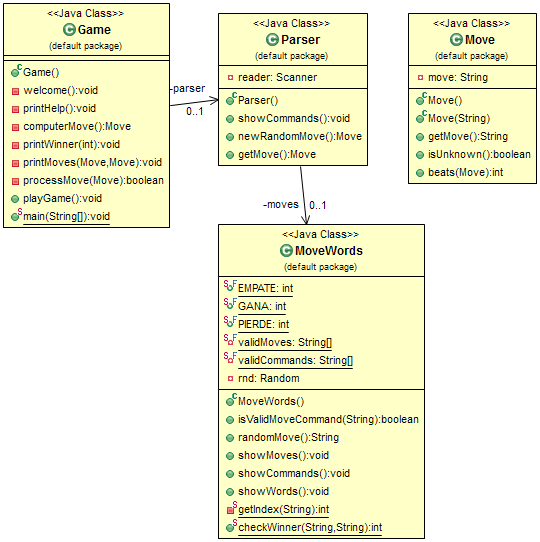 <<Java Class>>
Game
(default package)
Game()
welcome():void
printHelp():void
computerMove():Move
printWinner(int):void
printMoves(Move,Move):void
processMove(Move):boolean
playGame():void
main(String[]):void
-parser
0..1
<<Java Class>>
Parser
(default package)
reader: Scanner
Parser()
showCommands():void
newRandomMove():Move
getMove():Move
<<Java Class>>
Move
(default package)
move: String
Move()
Move(String)
getMove():String
isUnknown():boolean
beats(Move):int
-moves
0..1
<<Java Class>>
MoveWords
(default package)
EMPATE: int
GANA: int
PIERDE: int
validMoves: String[]
validCommands: String[]
rnd: Random
MoveWords()
isValidMoveCommand(String):boolean
randomMove():String
showMoves():void
showCommands():void
showWords():void
getIndex(String):int
checkWinner(String,String):int